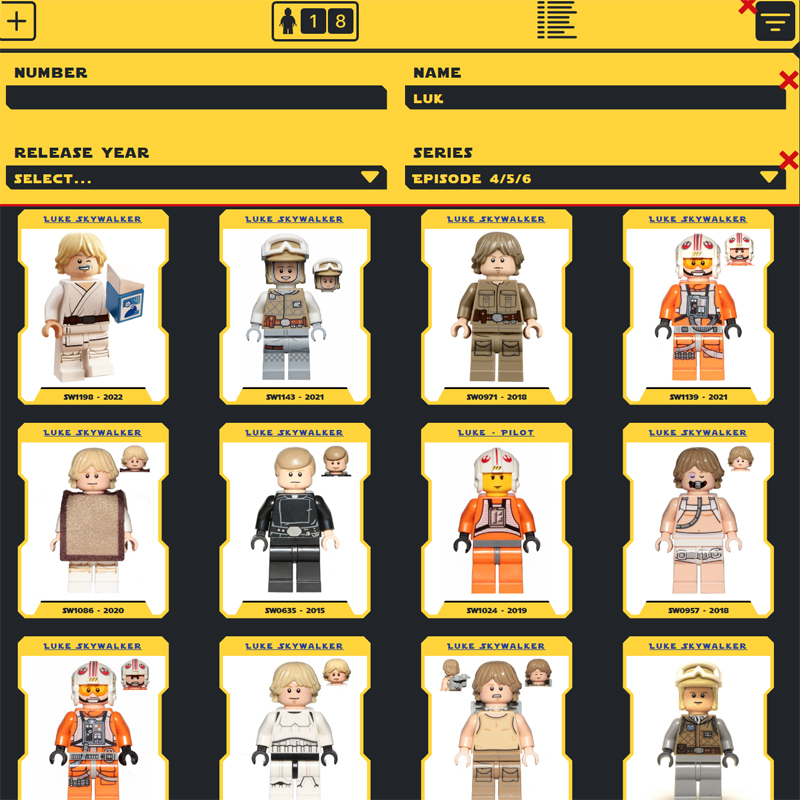 18
NUMBER
NAME
LUK
RELEASE YEAR
SERIES
SELECT...
EPISODE 4/5/6
LUKE SKYWALKER
LUKE SKYWALKER
LUKE SKYWALKER
LUKE SKYWALKER
SW1198 - 2022
SW1143 - 2021
SW0971 - 2018
SW1139 - 2021
LUKE SKYWALKER
LUKE SKYWALKER
LUKE - PILOT
LUKE SKYWALKER
SW1086 - 2020
SW0635 - 2015
SW1024 - 2019
SW0957 - 2018
LUKE SKYWALKER
LUKE SKYWALKER
LUKE SKYWALKER
LUKE SKYWALKER